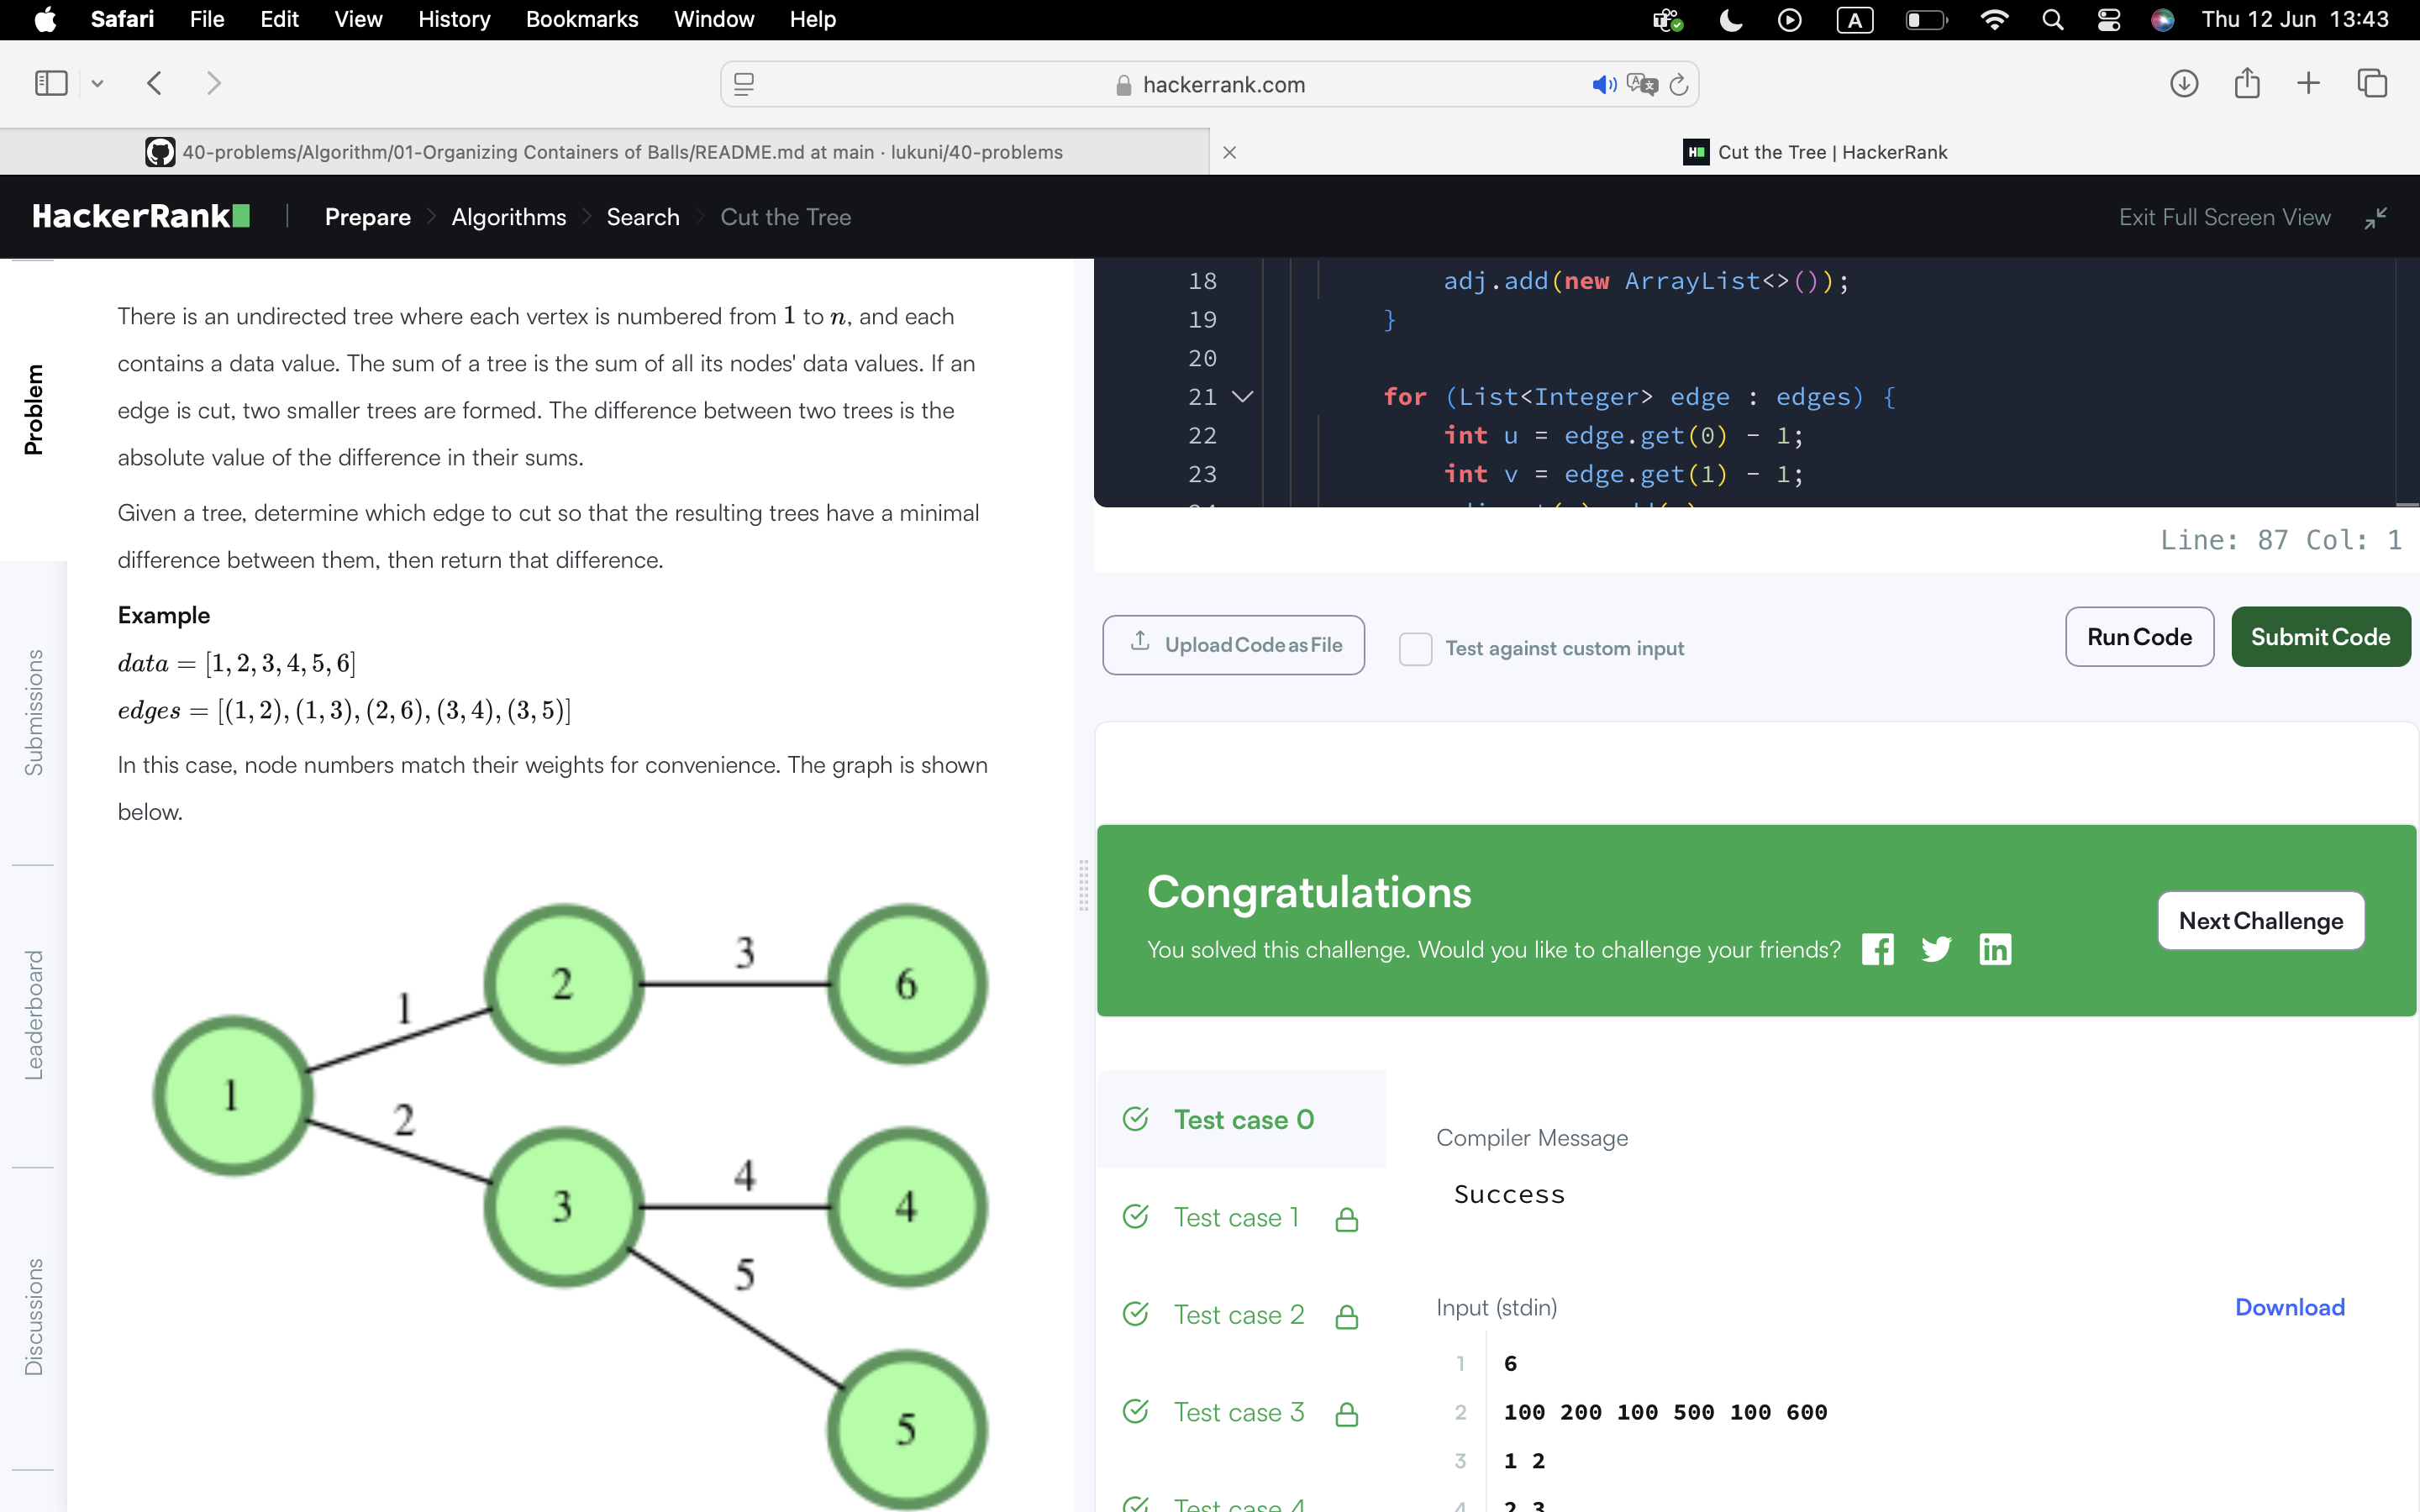 Safari File Edit View History Bookmarks Window Help
A
Thu 12 Jun 13:43
hackerrank.com
40-problems/Algorithm/01-Organizing Containers of Balls/README.md at main · lukuni/40-problems
Cut the Tree | HackerRank
HackerRank
Prepare > Algorithms > Search > Cut the Tree
Exit Full Screen View
Problem
Submissions
Leaderboard
Discussions
There is an undirected tree where each vertex is numbered from 1 to n, and each
contains a data value. The sum of a tree is the sum of all its nodes' data values. If an
edge is cut, two smaller trees are formed. The difference between two trees is the
absolute value of the difference in their sums.
Given a tree, determine which edge to cut so that the resulting trees have a minimal
difference between them, then return that difference.
Example
data = [1, 2, 3, 4, 5, 6]
edges = [(1, 2), (1, 3), (2, 6), (3, 4), (3, 5)]
In this case, node numbers match their weights for convenience. The graph is shown
below.
2 3 6
1
1
2
3 4 4
5
5
18 adj.add(new ArrayList<>());
19 }
20
21 for (List<Integer> edge : edges) {
22 int u = edge.get(0) - 1;
23 int v = edge.get(1) - 1;
Line: 87 Col: 1
Upload Code as File
Test against custom input
Run Code
Submit Code
Congratulations
You solved this challenge. Would you like to challenge your friends?
Next Challenge
Test case 0
Test case 1
Test case 2
Test case 3
Test case 4
Compiler Message
Success
Input (stdin)
Download
1 6
2 100 200 100 500 100 600
3 1 2
4 2 3